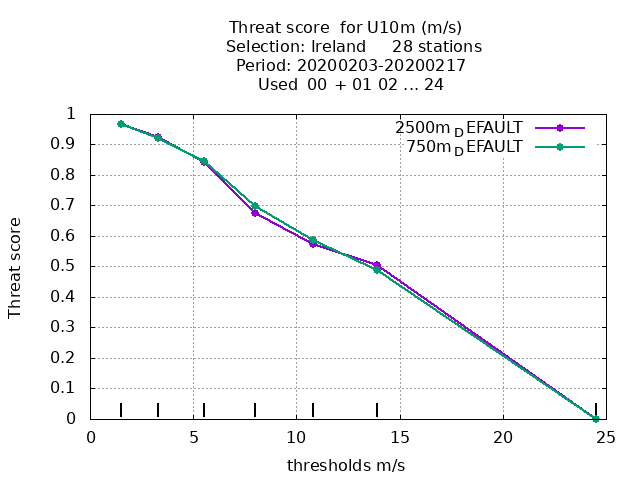 Threat score  for U10m (m/s)
Selection: Ireland     28 stations
Period: 20200203-20200217
Used  00  + 01 02 ... 24
2500m_DEFAULT
750m_DEFAULT
1
0.9
0.8
0.7
0.6
0.5
0.4
0.3
0.2
0.1
0
Threat score
0 5 10 15 20 25
thresholds m/s